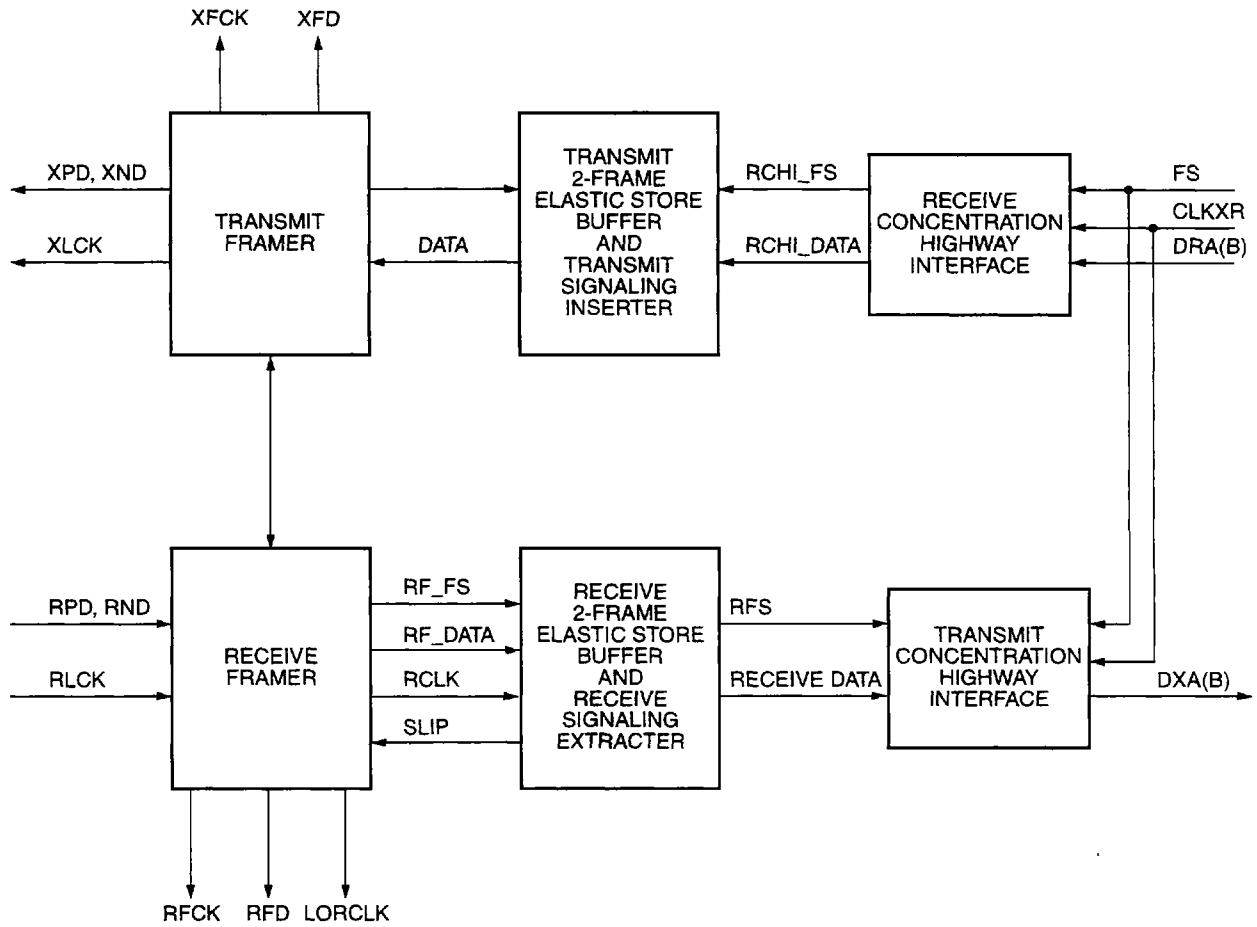 XFCK
XFD
XPD, XND
XLCK
TRANSMIT
FRAMER
DATA
TRANSMIT
2-FRAME
ELASTIC STORE
BUFFER
AND
TRANSMIT
SIGNALING
INSERTER
RCHI_FS
RCHI_DATA
RECEIVE
CONCENTRATION
HIGHWAY
INTERFACE
FS
CLKXR
DRA(B)
RPD, RND
RLCK
RECEIVE
FRAMER
RF_FS
RF_DATA
RCLK
SLIP
RECEIVE
2-FRAME
ELASTIC STORE
BUFFER
AND
RECEIVE
SIGNALING
EXTRACTER
RFS
RECEIVE DATA
TRANSMIT
CONCENTRATION
HIGHWAY
INTERFACE
DXA(B)
RFCK
RFD
LORCLK